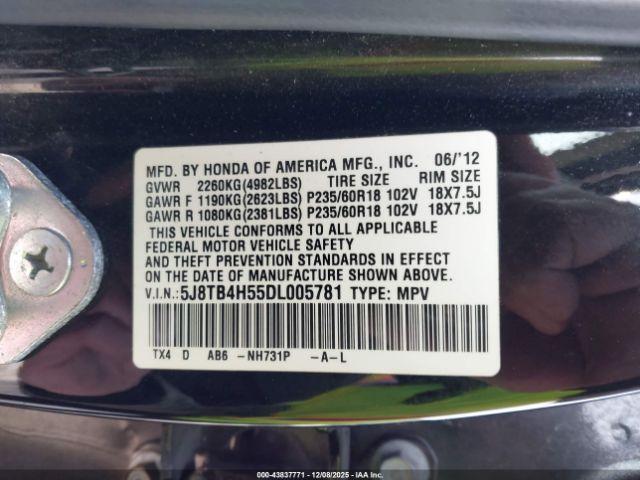 MFD. BY HONDA OF AMERICA MFG., INC. 06/'12
GVWR 2260KG(4982LBS) TIRE SIZE RIM SIZE
GAWR F 1190KG(2623LBS) P235/60R18 102V 18X7.5J
GAWR R 1080KG(2381LBS) P235/60R18 102V 18X7.5J
THIS VEHICLE CONFORMS TO ALL APPLICABLE
FEDERAL MOTOR VEHICLE SAFETY
AND THEFT PREVENTION STANDARDS IN EFFECT
ON THE DATE OF MANUFACTURE SHOWN ABOVE.
V.I.N.: 5J8TB4H55DL005781 TYPE: MPV
TX4 D AB6 -NH731P -A-L
000-43837771 - 12/08/2025 - IAA Inc.